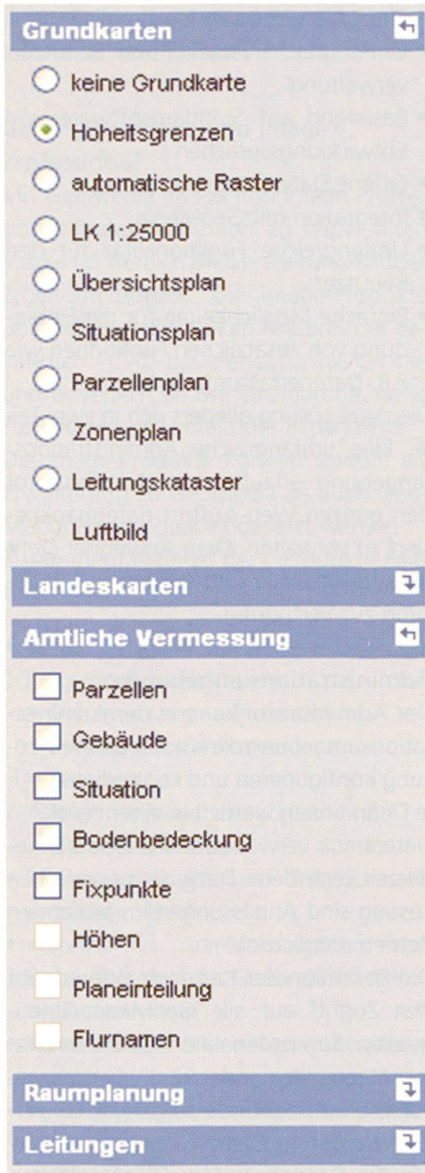 Grundkarten
keine Grundkarte
Hoheitsgrenzen
automatische Raster
LK 1:25000
Übersichtsplan
Situationsplan
Parzellenplan
Zonenplan
Leitungskataster
Luftbild
Landeskarten
Amtliche Vermessung
Parzellen
Gebäude
Situation
Bodenbedeckung
Fixpunkte
Höhen
Planeinteilung
Flurnamen
Raumplanung
Leitungen